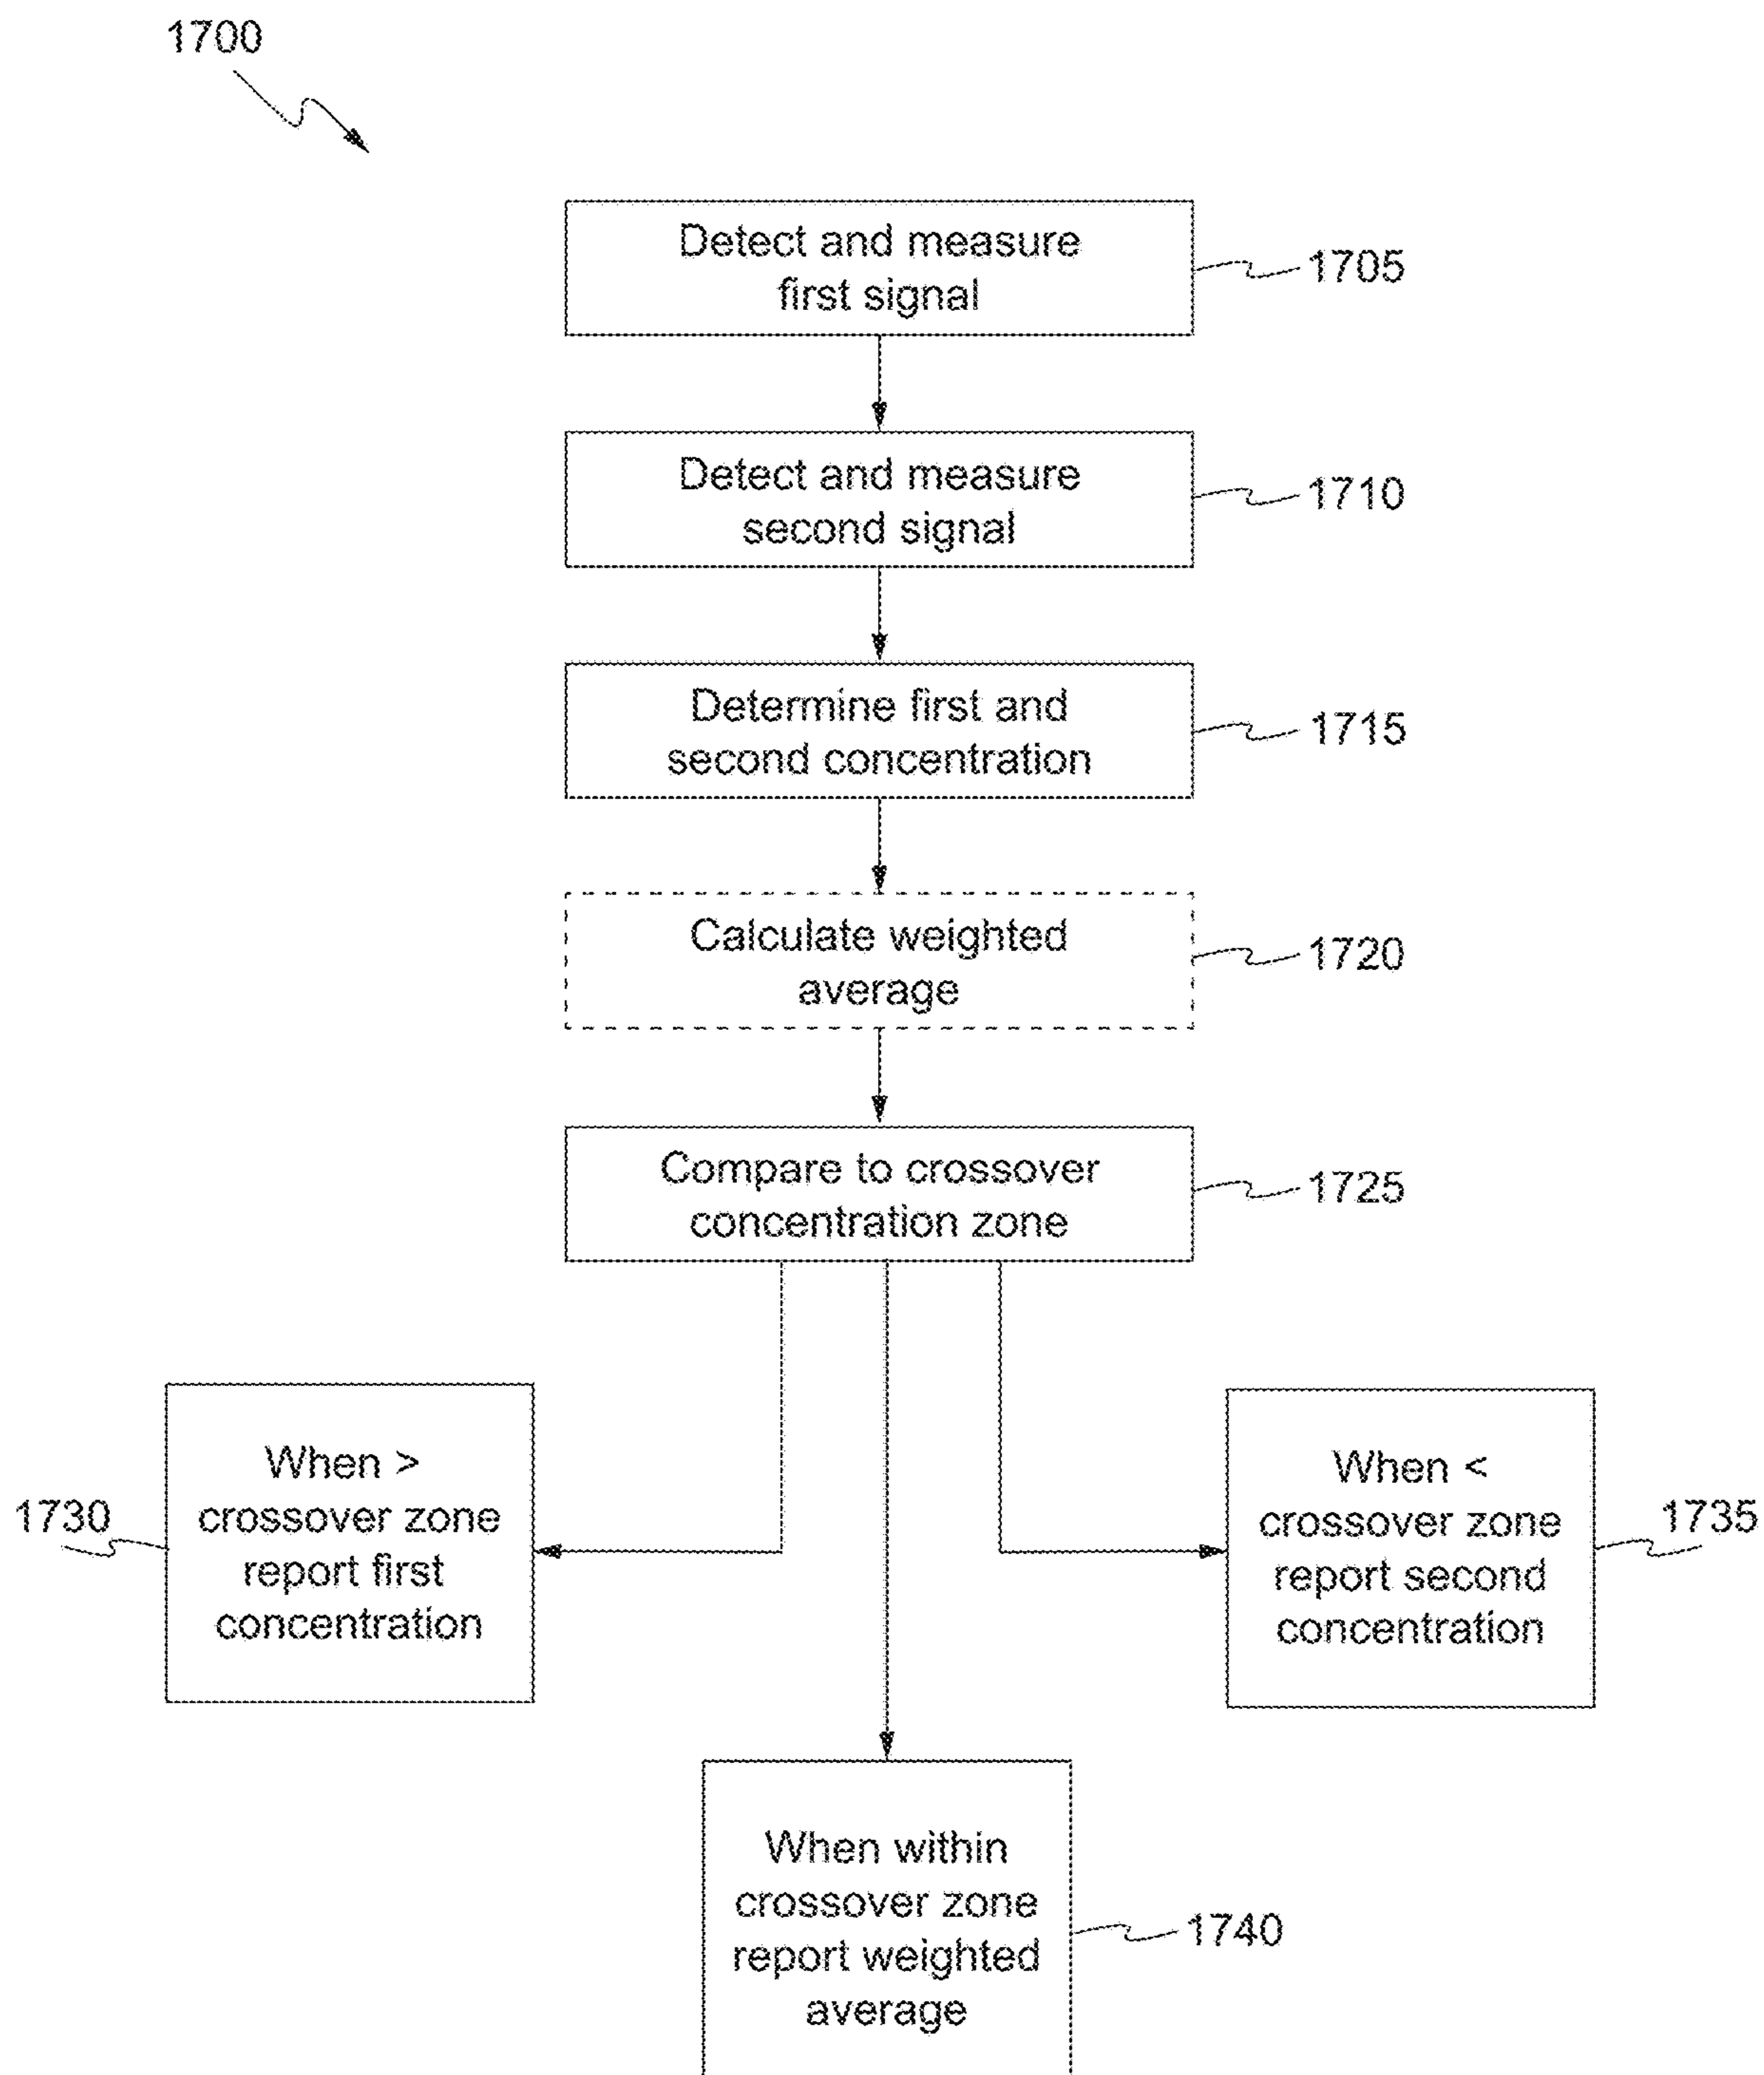 1700
Detect and measure
first signal
1705
Detect and measure
second signal
1710
Determine first and
second concentration
1715
Calculate weighted
average
1720
Compare to crossover
concentration zone
1725
When >
crossover zone
report first
concentration
1730
When <
crossover zone
report second
concentration
1735
When within
crossover zone
report weighted
average
1740